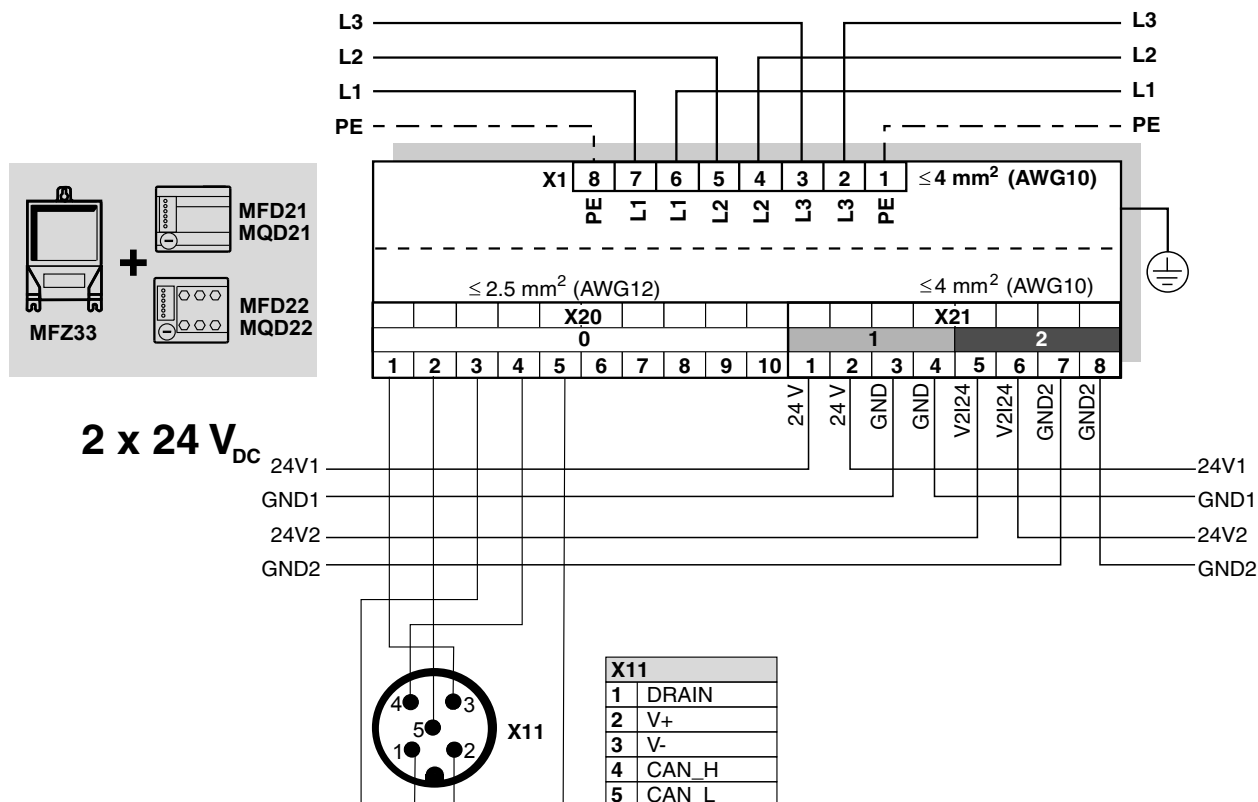 L3 L3
L2 L2
L1 L1
PE PE
X1 8 7 6 5 4 3 2 1 ≤4 mm² (AWG10)
PE L1 L1 L2 L2 L3 L3 PE
MFD21
MQD21
MFD22
MQD22
+
MFZ33
≤ 2.5 mm² (AWG12) ≤4 mm² (AWG10)
X20 X21
0 1 2
1 2 3 4 5 6 7 8 9 10 1 2 3 4 5 6 7 8
24 V 24 V GND GND V2I24 V2I24 GND2 GND2
2 x 24 VDC
24V1 24V1
GND1 GND1
24V2 24V2
GND2 GND2
4 3
5
1 2
X11
X11
1 DRAIN
2 V+
3 V-
4 CAN_H
5 CAN_L